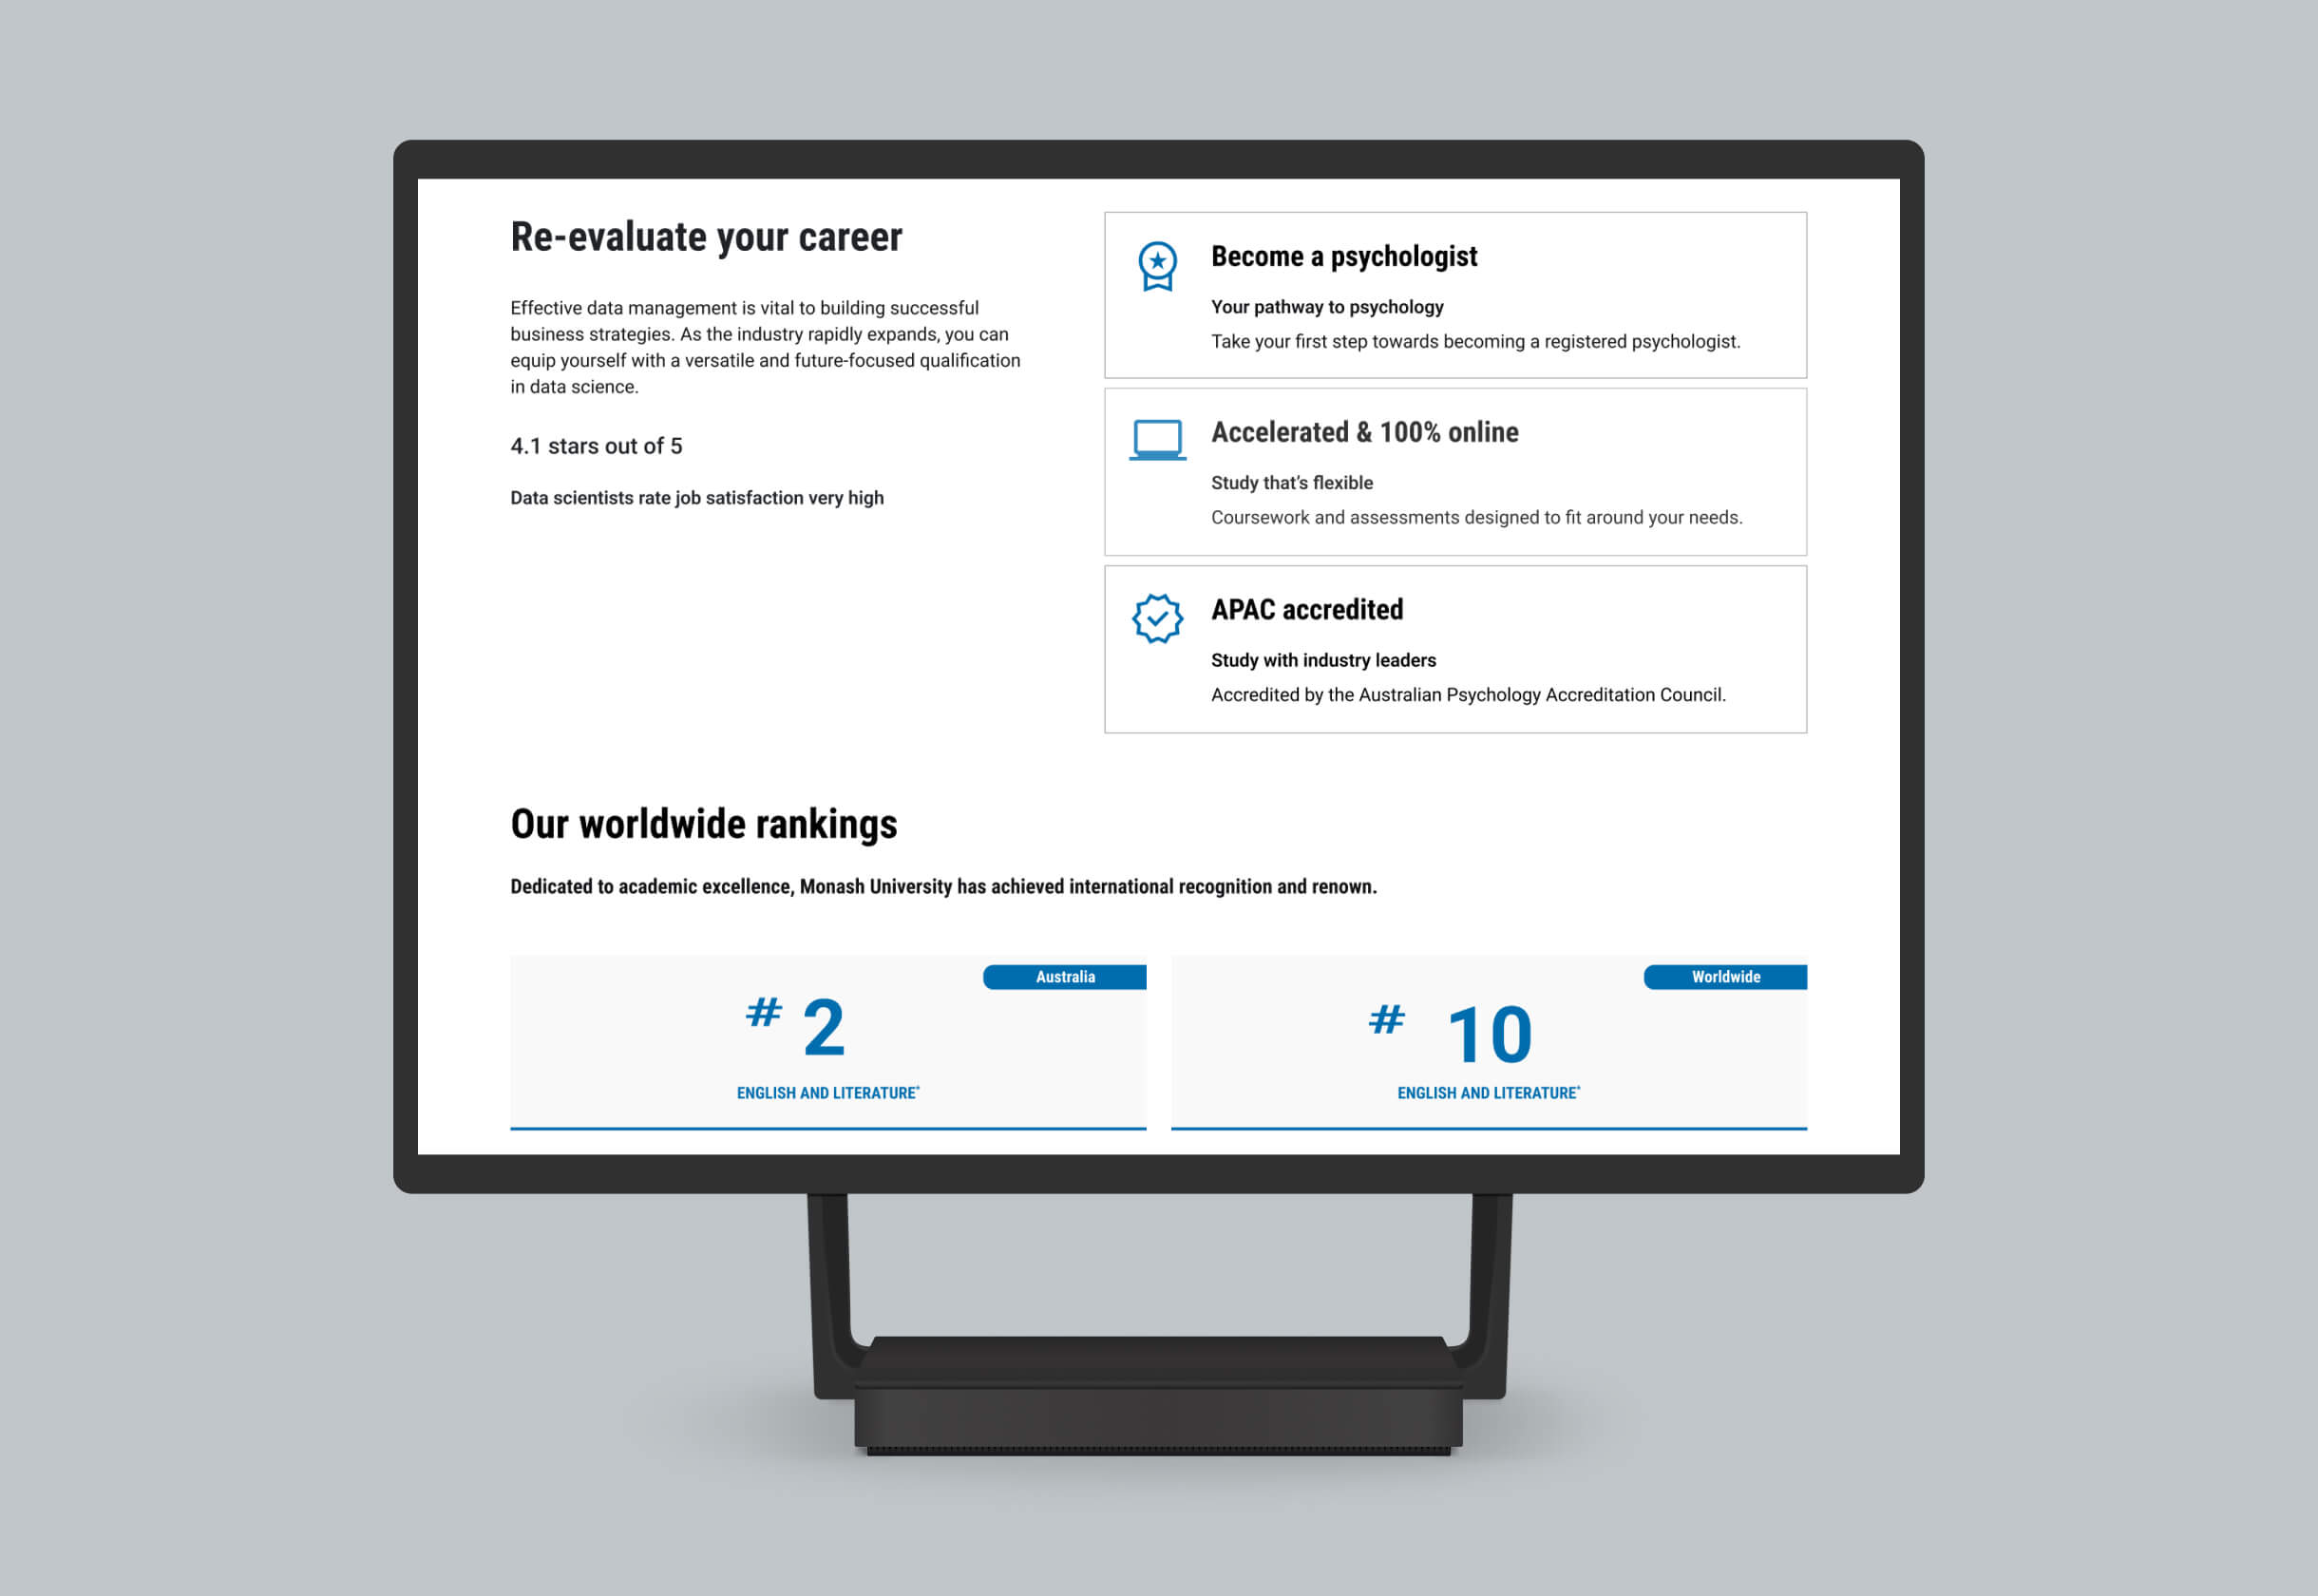 Re-evaluate your career
Effective data management is vital to building successful
business strategies. As the industry rapidly expands, you can
equip yourself with a versatile and future-focused qualification
in data science.
4.1 stars out of 5
Data scientists rate job satisfaction very high
Become a psychologist
Your pathway to psychology
Take your first step towards becoming a registered psychologist.
Accelerated & 100% online
Study that’s flexible
Coursework and assessments designed to fit around your needs.
APAC accredited
Study with industry leaders
Accredited by the Australian Psychology Accreditation Council.
Our worldwide rankings
Dedicated to academic excellence, Monash University has achieved international recognition and renown.
Australia
# 2
ENGLISH AND LITERATURE*
Worldwide
# 10
ENGLISH AND LITERATURE*